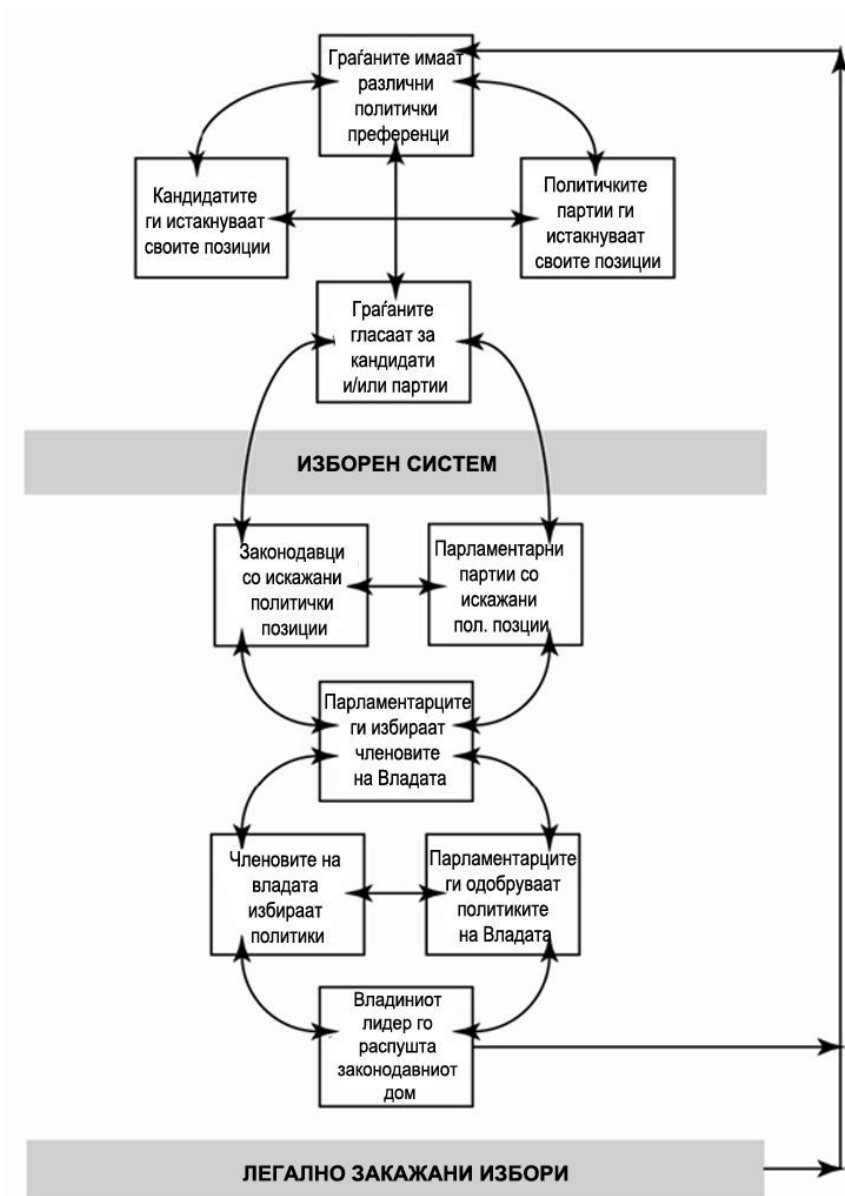 Граѓаните имаат
различни
политички
преференци
Кандидатите
ги истакнуваат
своите позиции
Политичките
партии ги
истакнуваат
своите позиции
Граѓаните
гласаат за
кандидати
и/или партии
ИЗБОРЕН СИСТЕМ
Законодавци
со искажани
политички
позиции
Парламентарни
партии со
искажани
пол. позции
Парламентарците
ги избираат
членовите
на Владата
Членовите на
владата
избираат
политики
Парламентарците
ги одобруваат
политиките
на Владата
Владиниот
лидер го
распушта
законодавниот
дом
ЛЕГАЛНО ЗАКАЖАНИ ИЗБОРИ